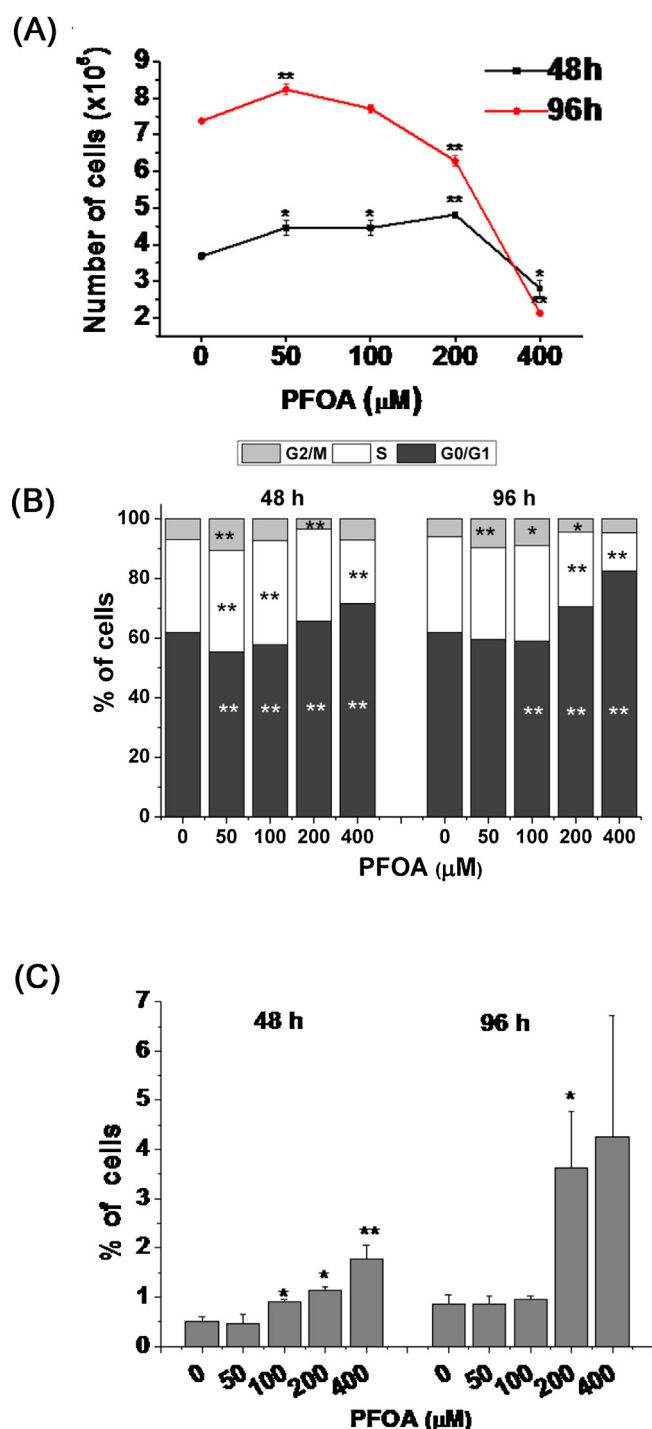 (A)
Number of cells (x10⁵)
9
8
7
6
5
4
3
2
48h
96h
**
*
*
**
**
*
**
0 50 100 200 400
PFOA (µM)
G2/M S G0/G1
(B)
48 h 96 h
% of cells
100
80
60
40
20
0
** ** ** * *
** ** ** ** **
** ** ** ** ** ** **
0 50 100 200 400 0 50 100 200 400
PFOA (µM)
(C)
48 h 96 h
% of cells
7
6
5
4
3
2
1
0
* * ** *
0 50 100 200 400 0 50 100 200 400
PFOA (µM)